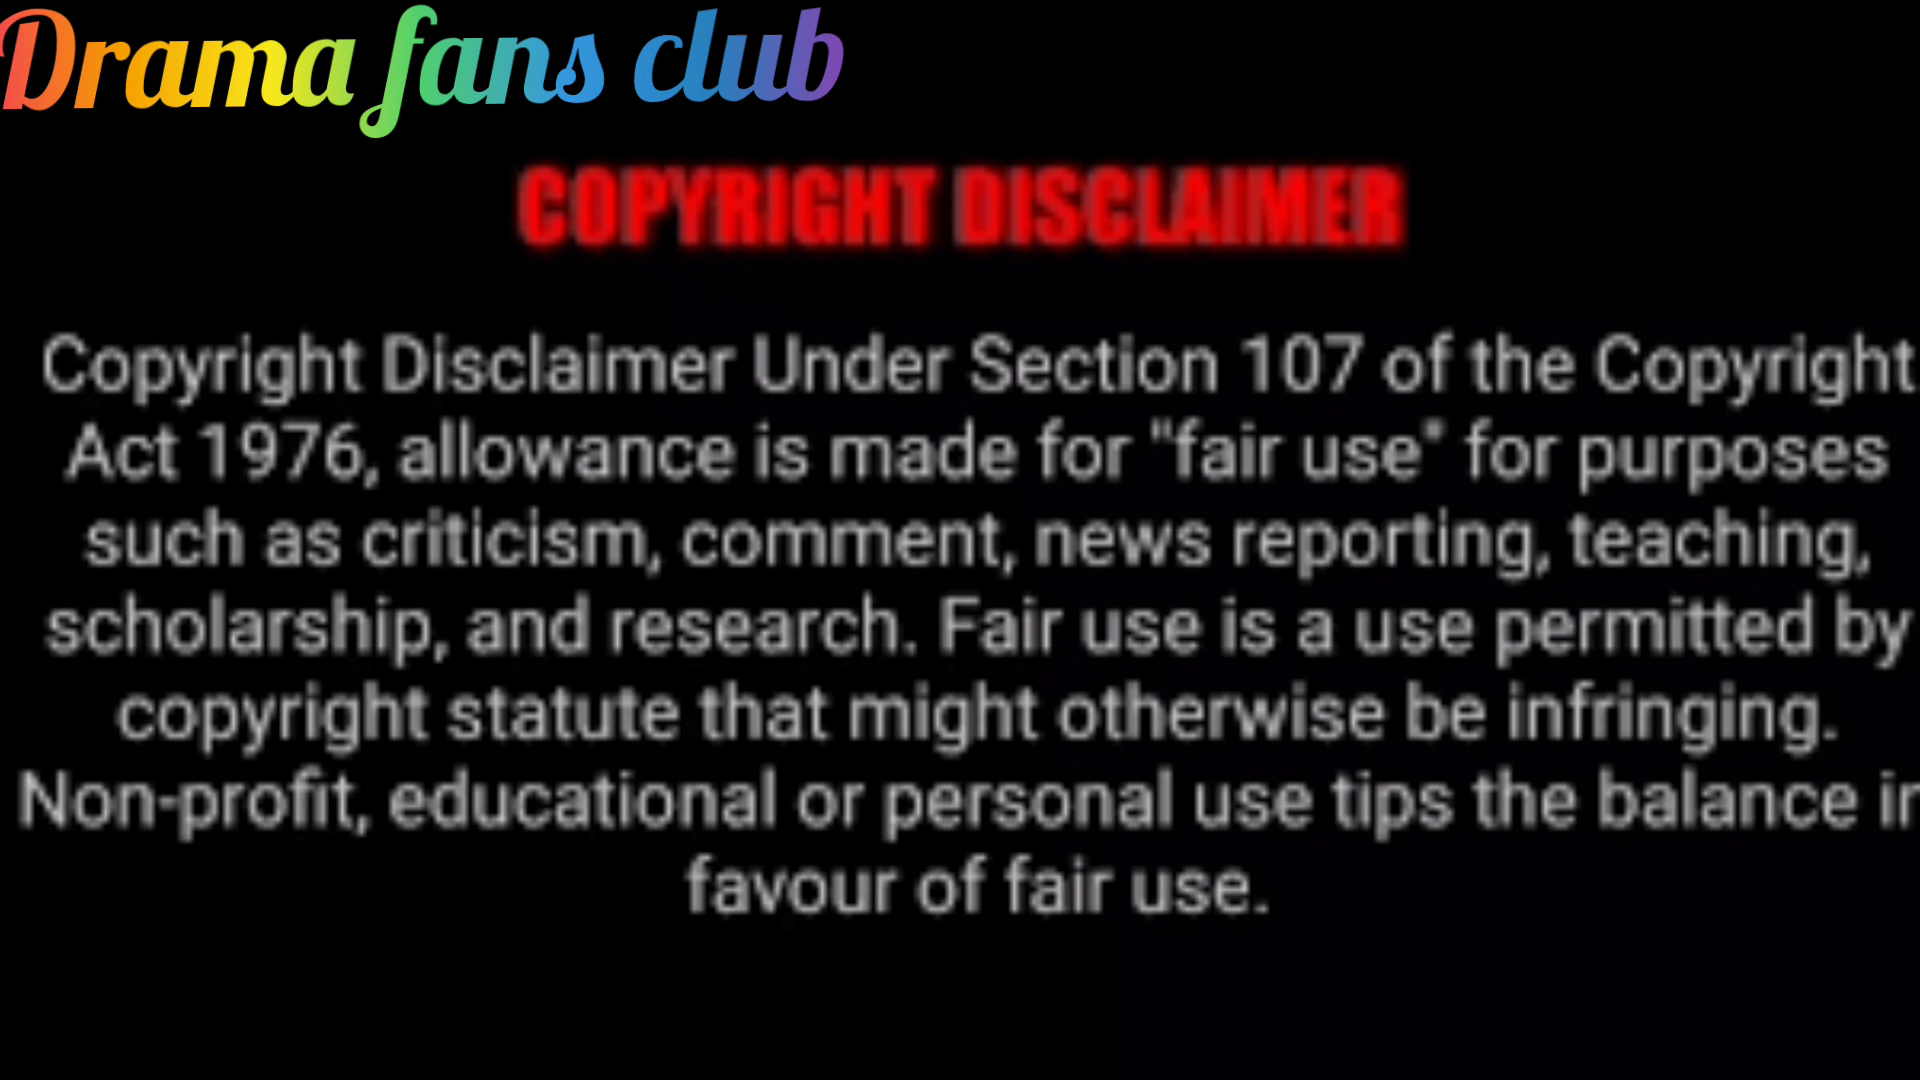 Drama fans club
COPYRIGHT DISCLAIMER
Copyright Disclaimer Under Section 107 of the Copyright
Act 1976, allowance is made for "fair use" for purposes
such as criticism, comment, news reporting, teaching,
scholarship, and research. Fair use is a use permitted by
copyright statute that might otherwise be infringing.
Non-profit, educational or personal use tips the balance in
favour of fair use.